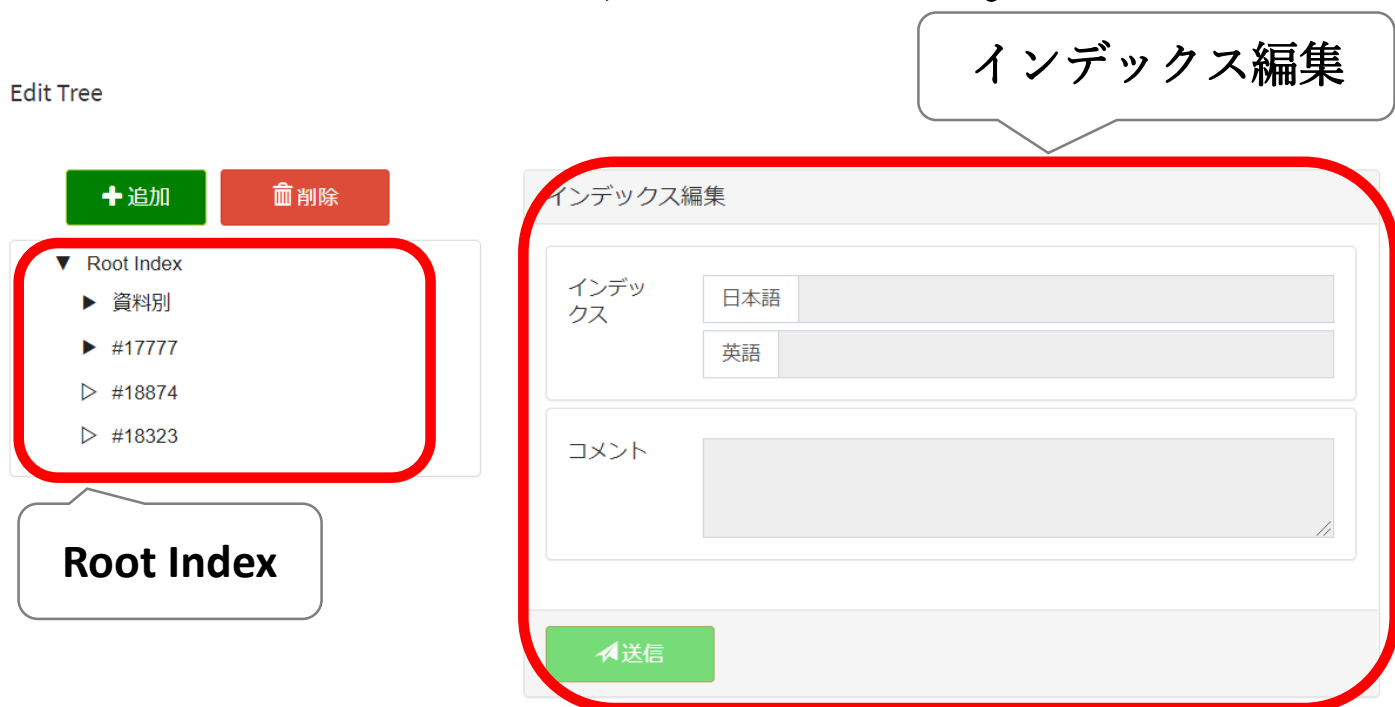 インデックス編集
Edit Tree
追加
削除
Root Index
資料別
#17777
#18874
#18323
Root Index
インデックス編集
インデッ
クス
日本語
英語
コメント
送信